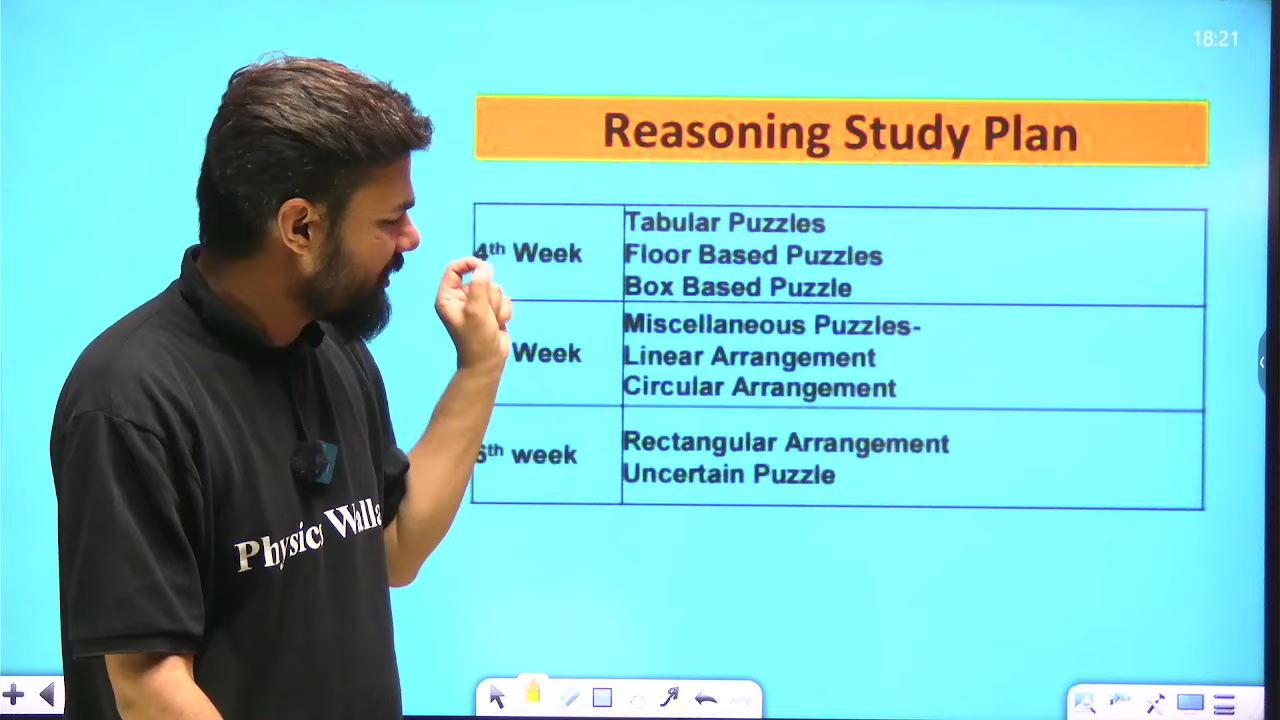 18:21
Reasoning Study Plan
4th Week
Tabular Puzzles
Floor Based Puzzles
Box Based Puzzle
Week
Miscellaneous Puzzles-
Linear Arrangement
Circular Arrangement
6th week
Rectangular Arrangement
Uncertain Puzzle
Physics Walla